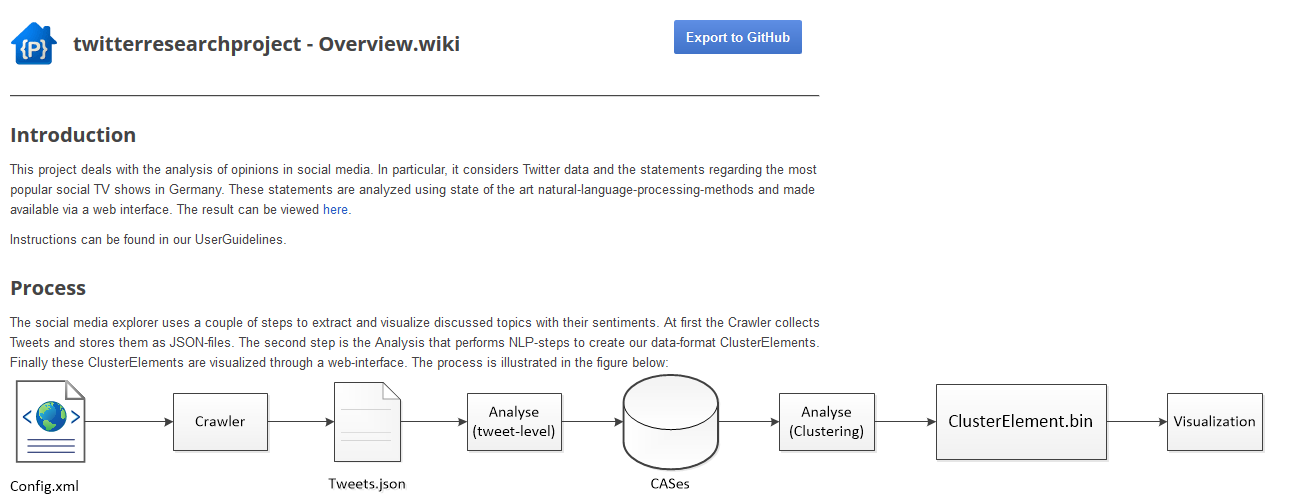 {P}
twitterresearchproject - Overview.wiki
Export to GitHub
Introduction
This project deals with the analysis of opinions in social media. In particular, it considers Twitter data and the statements regarding the most
popular social TV shows in Germany. These statements are analyzed using state of the art natural-language-processing-methods and made
available via a web interface. The result can be viewed here.
Instructions can be found in our UserGuidelines.
Process
The social media explorer uses a couple of steps to extract and visualize discussed topics with their sentiments. At first the Crawler collects
Tweets and stores them as JSON-files. The second step is the Analysis that performs NLP-steps to create our data-format ClusterElements.
Finally these ClusterElements are visualized through a web-interface. The process is illustrated in the figure below:
< >
Config.xml
Crawler
Tweets.json
Analyse
(tweet-level)
CASes
Analyse
(Clustering)
ClusterElement.bin
Visualization